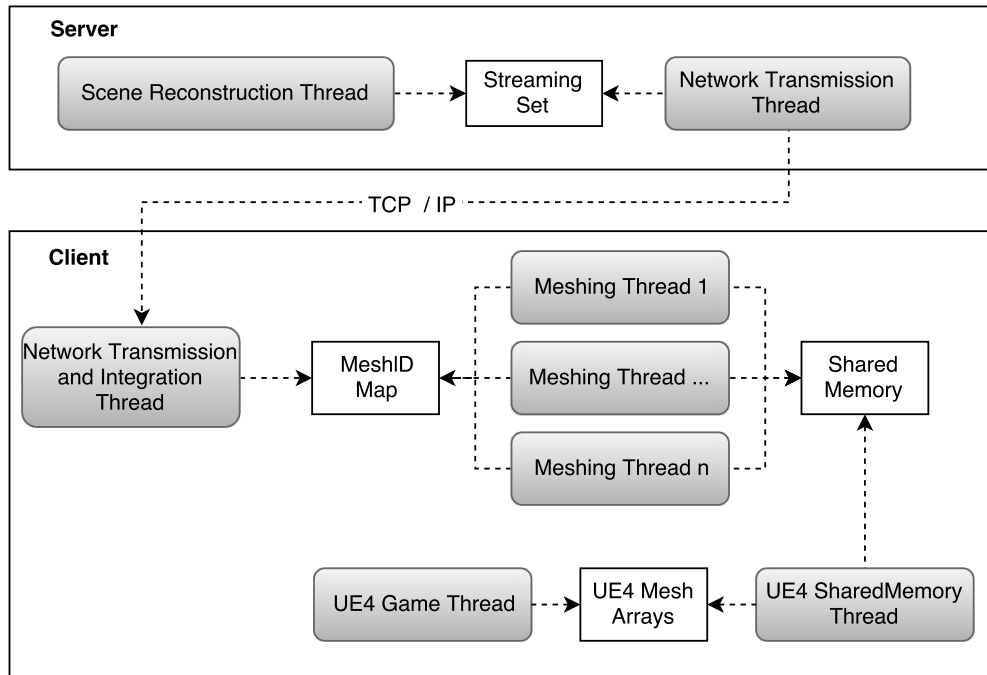 Server
Scene Reconstruction Thread
Streaming
Set
Network Transmission
Thread
TCP / IP
Client
Network Transmission
and Integration
Thread
MeshID
Map
Meshing Thread 1
Meshing Thread ...
Meshing Thread n
Shared
Memory
UE4 Game Thread
UE4 Mesh
Arrays
UE4 SharedMemory
Thread